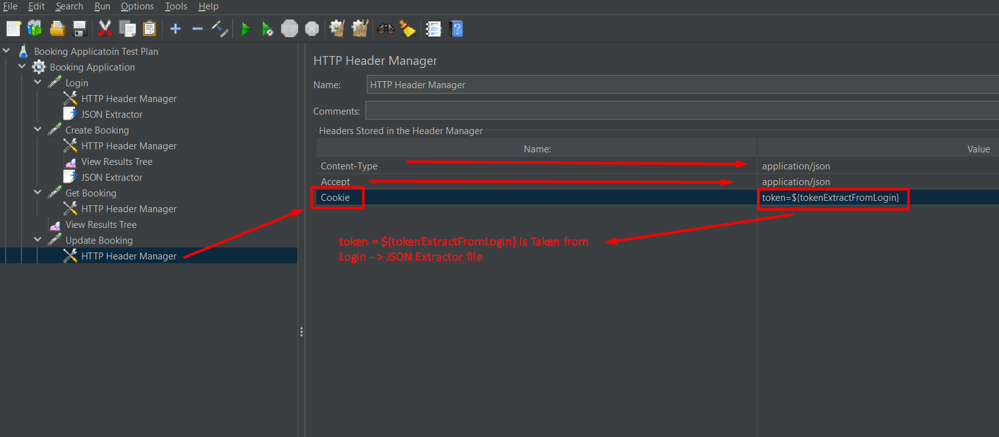 File Edit Search Run Options Tools Help
STOP
Booking Applicatoin Test Plan
Booking Application
Login
HTTP Header Manager
JSON Extractor
Create Booking
HTTP Header Manager
View Results Tree
JSON Extractor
Get Booking
HTTP Header Manager
View Results Tree
Update Booking
HTTP Header Manager
HTTP Header Manager
Name: HTTP Header Manager
Comments:
Headers Stored in the Header Manager
Name: Value
Content-Type application/json
Accept application/json
Cookie token=${tokenExtractFromLogin}
token = ${tokenExtractFromLogin} is Taken from
Login - > JSON Extractor file